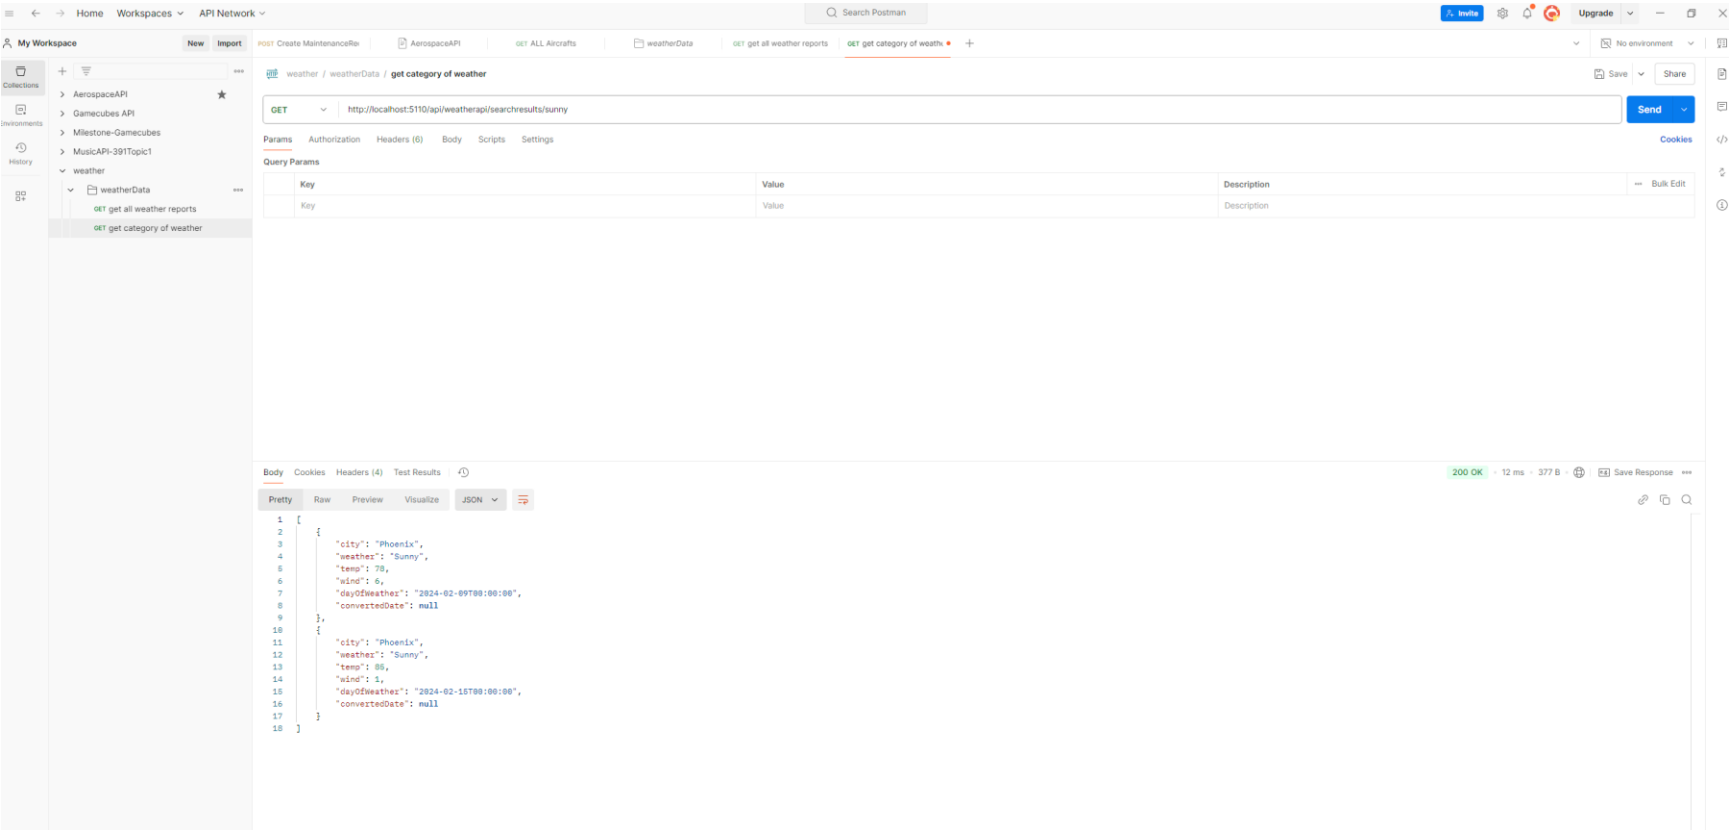 Home Workspaces API Network
Search Postman
Invite Upgrade
My Workspace New Import
POST Create MaintenanceRe AerospaceAPI GET ALL Aircrafts weatherData GET get all weather reports GET get category of weath No environment
Collections
Environments
History
AerospaceAPI
Gamecubes API
Milestone-Gamecubes
MusicAPI-391Topic1
weather
weatherData
GET get all weather reports
GET get category of weather
HTTP weather / weatherData / get category of weather Save Share
GET http://localhost:5110/api/weatherapi/searchresults/sunny Send
Params Authorization Headers (6) Body Scripts Settings Cookies
Query Params
Key Value Description Bulk Edit
Key Value Description
Body Cookies Headers (4) Test Results 200 OK 12 ms 377 B Save Response
Pretty Raw Preview Visualize JSON
1 [
2 {
3 "city": "Phoenix",
4 "weather": "Sunny",
5 "temp": 78,
6 "wind": 6,
7 "dayOfWeather": "2024-02-09T00:00:00",
8 "convertedDate": null
9 },
10 {
11 "city": "Phoenix",
12 "weather": "Sunny",
13 "temp": 85,
14 "wind": 1,
15 "dayOfWeather": "2024-02-15T00:00:00",
16 "convertedDate": null
17 }
18 ]